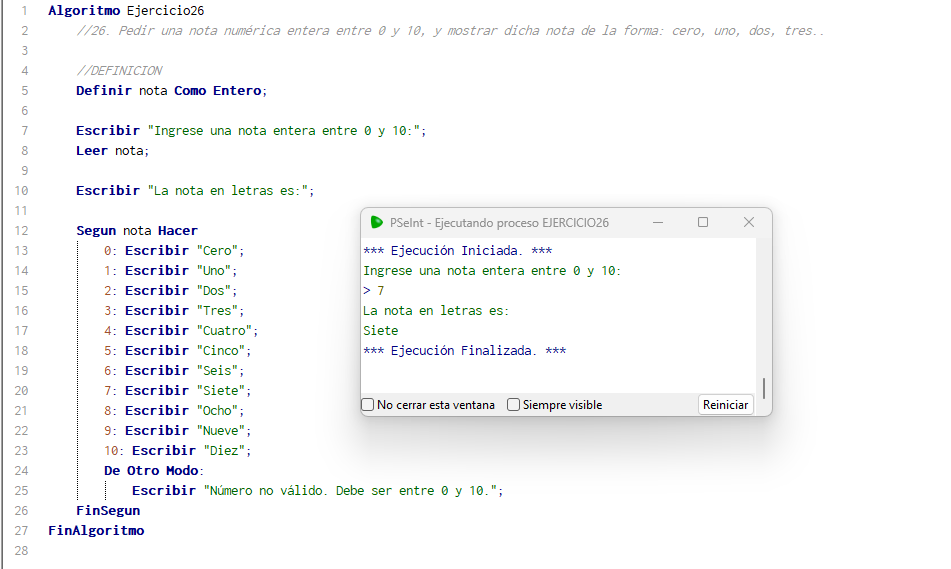 1 Algoritmo Ejercicio26
2 //26. Pedir una nota numérica entera entre 0 y 10, y mostrar dicha nota de la forma: cero, uno, dos, tres..
3
4 //DEFINICION
5 Definir nota Como Entero;
6
7 Escribir "Ingrese una nota entera entre 0 y 10:";
8 Leer nota;
9
10 Escribir "La nota en letras es:";
11
12 Segun nota Hacer
13 0: Escribir "Cero";
14 1: Escribir "Uno";
15 2: Escribir "Dos";
16 3: Escribir "Tres";
17 4: Escribir "Cuatro";
18 5: Escribir "Cinco";
19 6: Escribir "Seis";
20 7: Escribir "Siete";
21 8: Escribir "Ocho";
22 9: Escribir "Nueve";
23 10: Escribir "Diez";
24 De Otro Modo:
25 Escribir "Número no válido. Debe ser entre 0 y 10.";
26 FinSegun
27 FinAlgoritmo
28
PSeInt - Ejecutando proceso EJERCICIO26
*** Ejecución Iniciada. ***
Ingrese una nota entera entre 0 y 10:
> 7
La nota en letras es:
Siete
*** Ejecución Finalizada. ***
No cerrar esta ventana Siempre visible Reiniciar